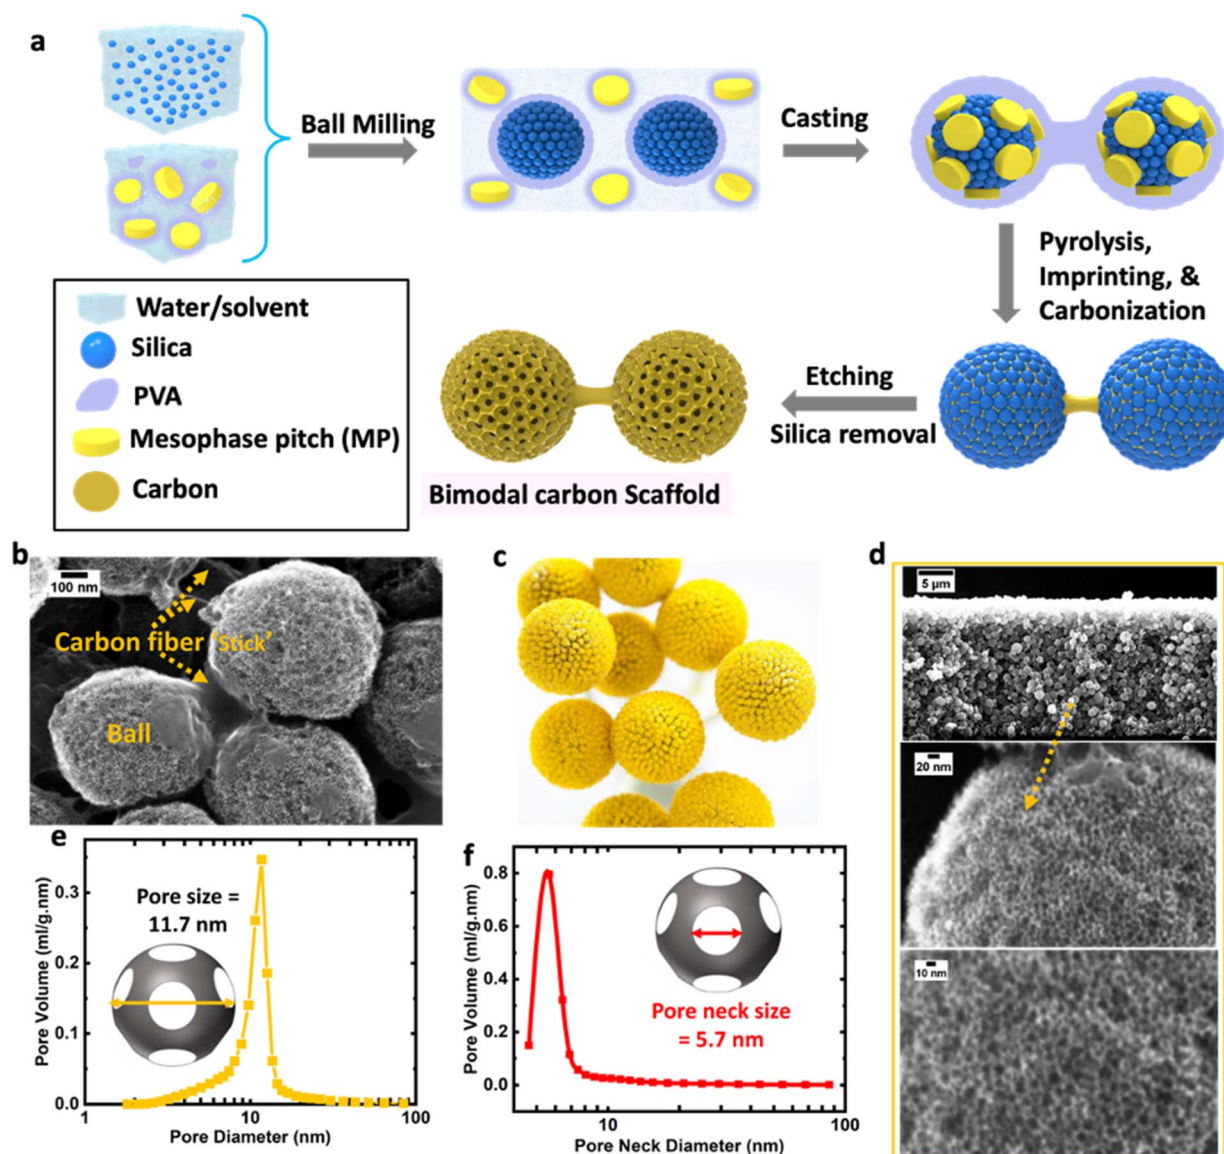 a
Ball Milling
Casting
Pyrolysis,
Imprinting, &
Carbonization
Water/solvent
Silica
PVA
Mesophase pitch (MP)
Carbon
Etching
Silica removal
Bimodal carbon Scaffold
b
100 nm
Carbon fiber 'Stick'
Ball
c
d
5 μm
20 nm
10 nm
e
Pore Volume (ml/g.nm)
0.3
0.2
0.1
0.0
Pore size =
11.7 nm
1
10
100
Pore Diameter (nm)
f
Pore Volume (ml/g.nm)
0.8
0.6
0.4
0.8
0.0
Pore neck size
= 5.7 nm
10
100
Pore Neck Diameter (nm)